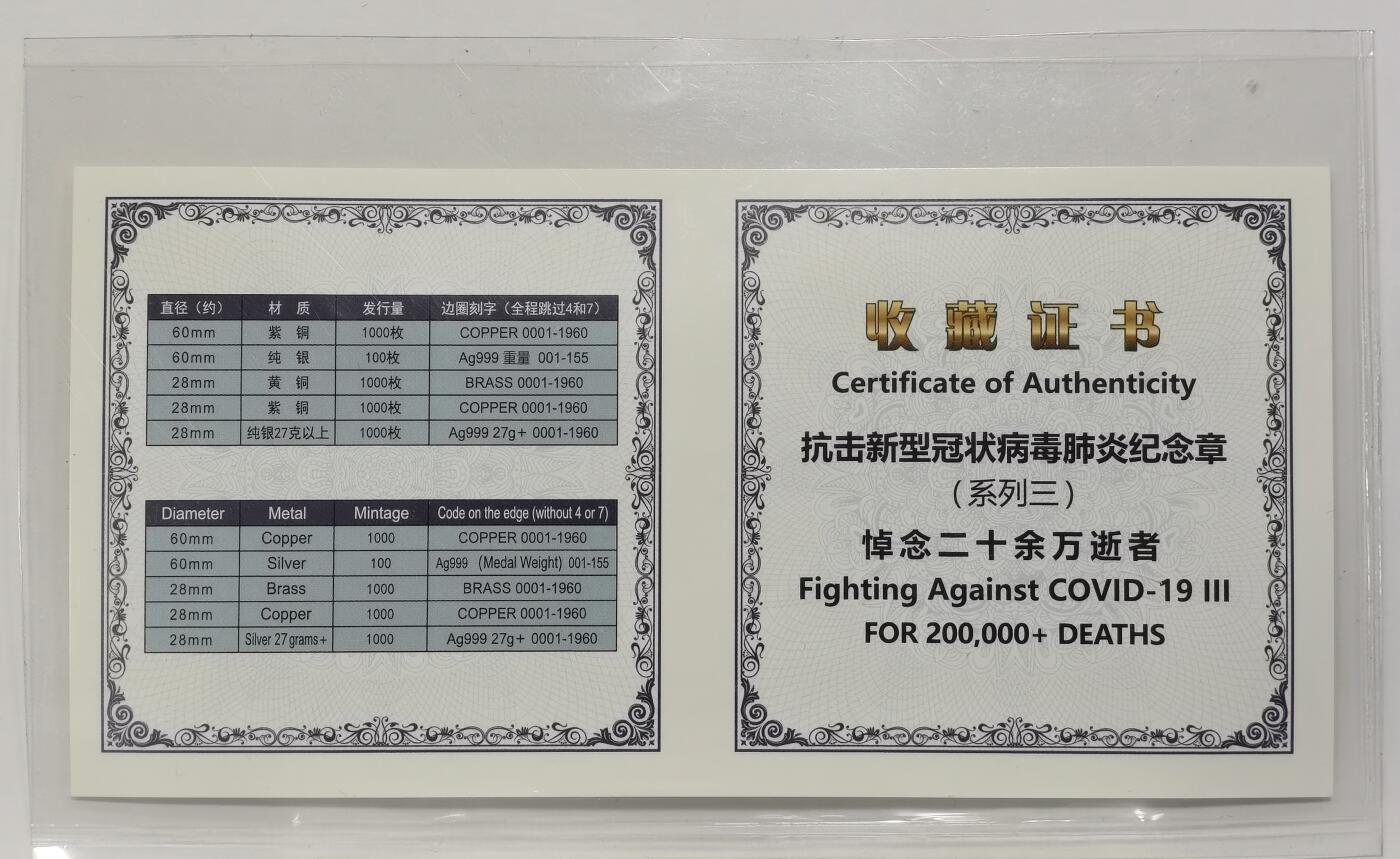 直径（约） 材 质 发行量 边圈刻字（全程跳过4和7）
60mm 紫 铜 1000枚 COPPER 0001-1960
60mm 纯 银 100枚 Ag999 重量 001-155
28mm 黄 铜 1000枚 BRASS 0001-1960
28mm 紫 铜 1000枚 COPPER 0001-1960
28mm 纯银27克以上 1000枚 Ag999 27g+ 0001-1960
Diameter Metal Mintage Code on the edge (without 4 or 7)
60mm Copper 1000 COPPER 0001-1960
60mm Silver 100 Ag999 （Medal Weight) 001-155
28mm Brass 1000 BRASS 0001-1960
28mm Copper 1000 COPPER 0001-1960
28mm Silver 27 grams+ 1000 Ag999 27g+ 0001-1960
收藏证书
Certificate of Authenticity
抗击新型冠状病毒肺炎纪念章
（系列三）
悼念二十余万逝者
Fighting Against COVID-19 III
FOR 200,000+ DEATHS